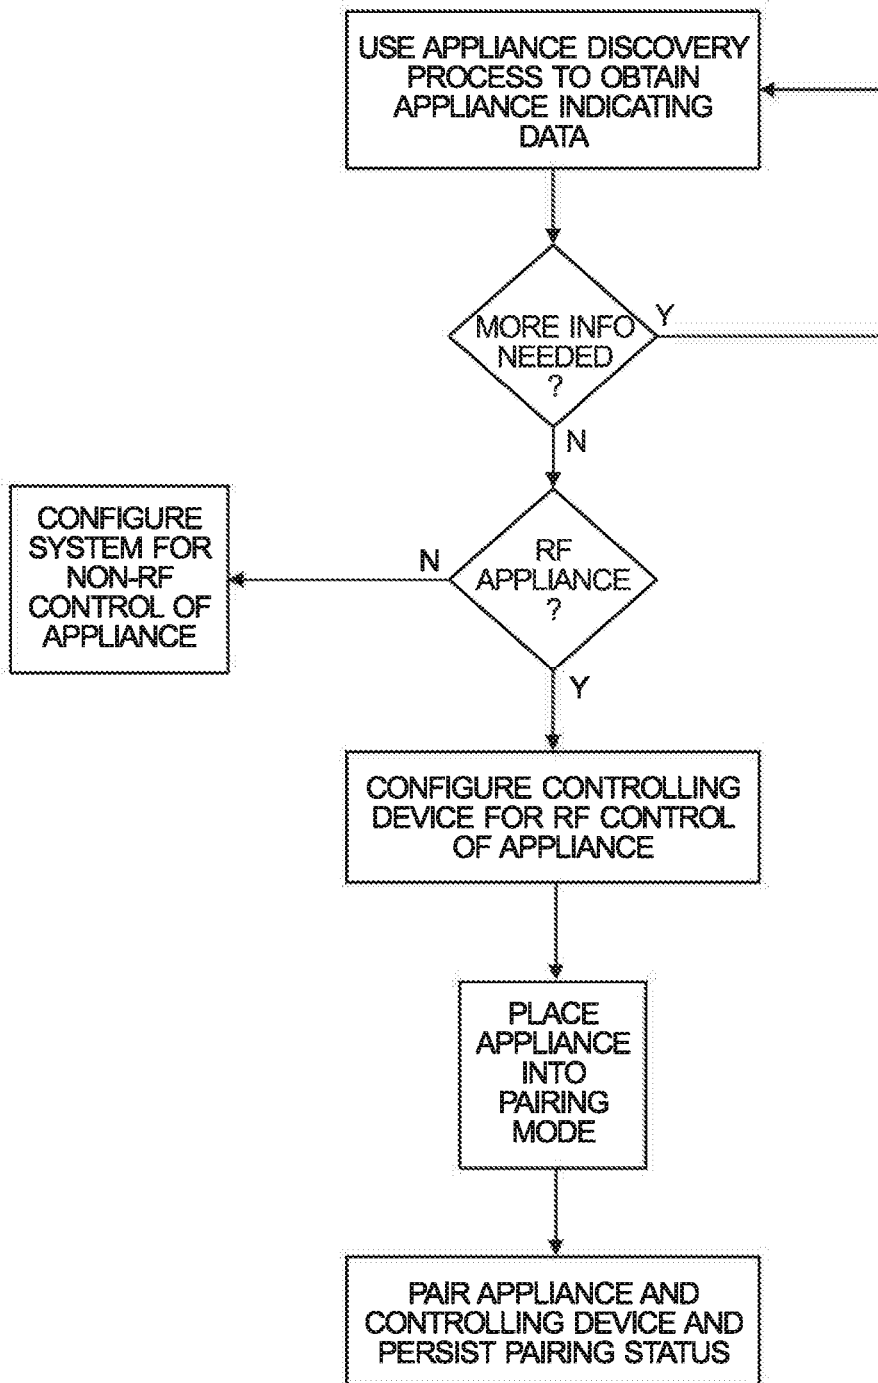 USE APPLIANCE DISCOVERY
PROCESS TO OBTAIN
APPLIANCE INDICATING
DATA
MORE INFO
NEEDED
?
Y
N
RF
APPLIANCE
?
N
Y
CONFIGURE
SYSTEM FOR
NON-RF
CONTROL OF
APPLIANCE
CONFIGURE CONTROLLING
DEVICE FOR RF CONTROL
OF APPLIANCE
PLACE
APPLIANCE
INTO
PAIRING
MODE
PAIR APPLIANCE AND
CONTROLLING DEVICE AND
PERSIST PAIRING STATUS